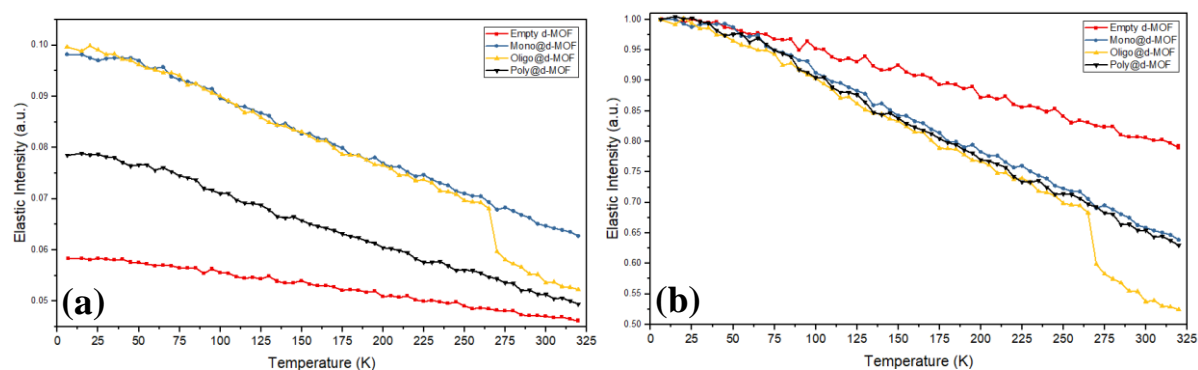 Elastic Intensity (a.u.)
0.10
0.09
0.08
0.07
0.06
0.05
Empty d-MOF
Mono@d-MOF
Oligo@d-MOF
Poly@d-MOF
(a)
0 25 50 75 100 125 150 175 200 225 250 275 300 325
Temperature (K)
Elastic Intensity (a.u.)
1.00
0.95
0.90
0.85
0.80
0.75
0.70
0.65
0.60
0.55
0.50
Empty d-MOF
Mono@d-MOF
Oligo@d-MOF
Poly@d-MOF
(b)
0 25 50 75 100 125 150 175 200 225 250 275 300 325
Temperature (K)